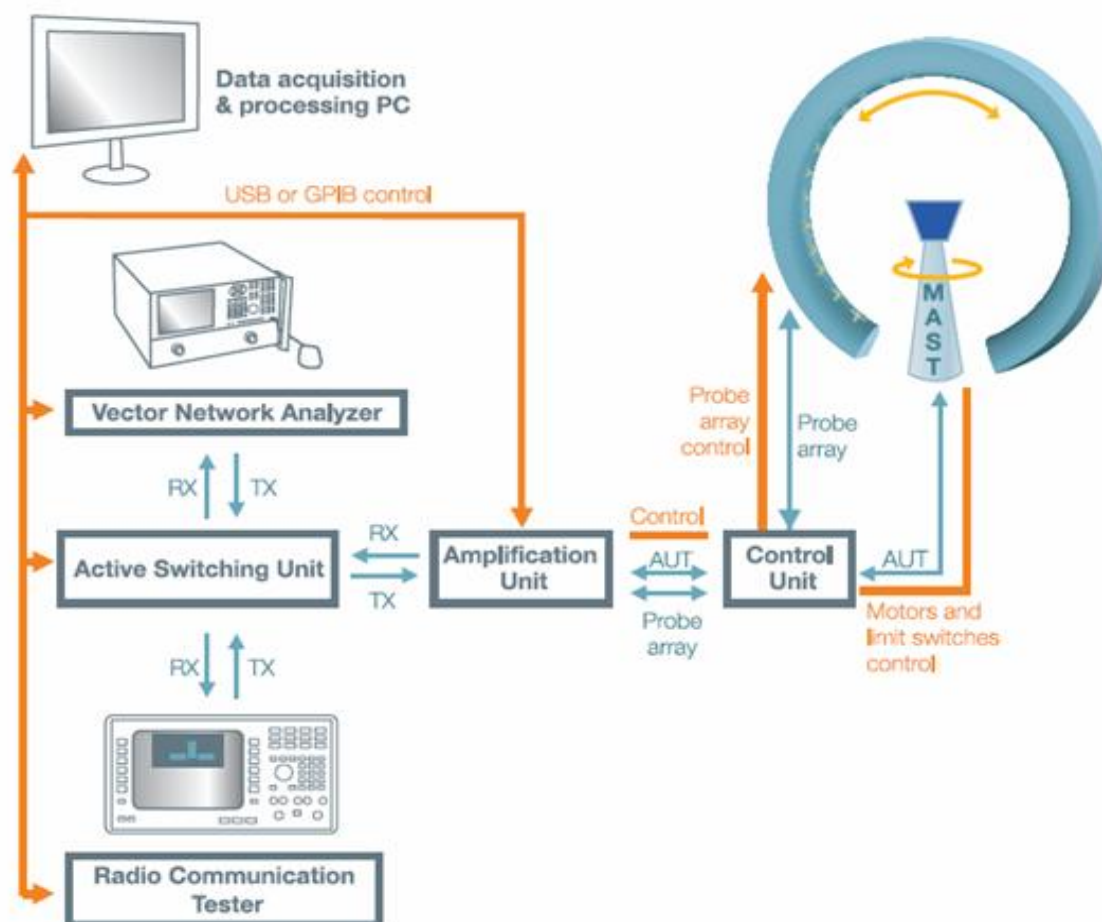 Data acquisition
& processing PC
USB or GPIB control
Vector Network Analyzer
RX
TX
Active Switching Unit
RX
TX
Amplification
Unit
Control
AUT
Probe
array
Control
Unit
Probe
array
control
Probe
array
MAST
AUT
Motors and
limit switches
control
RX
TX
Radio Communication
Tester